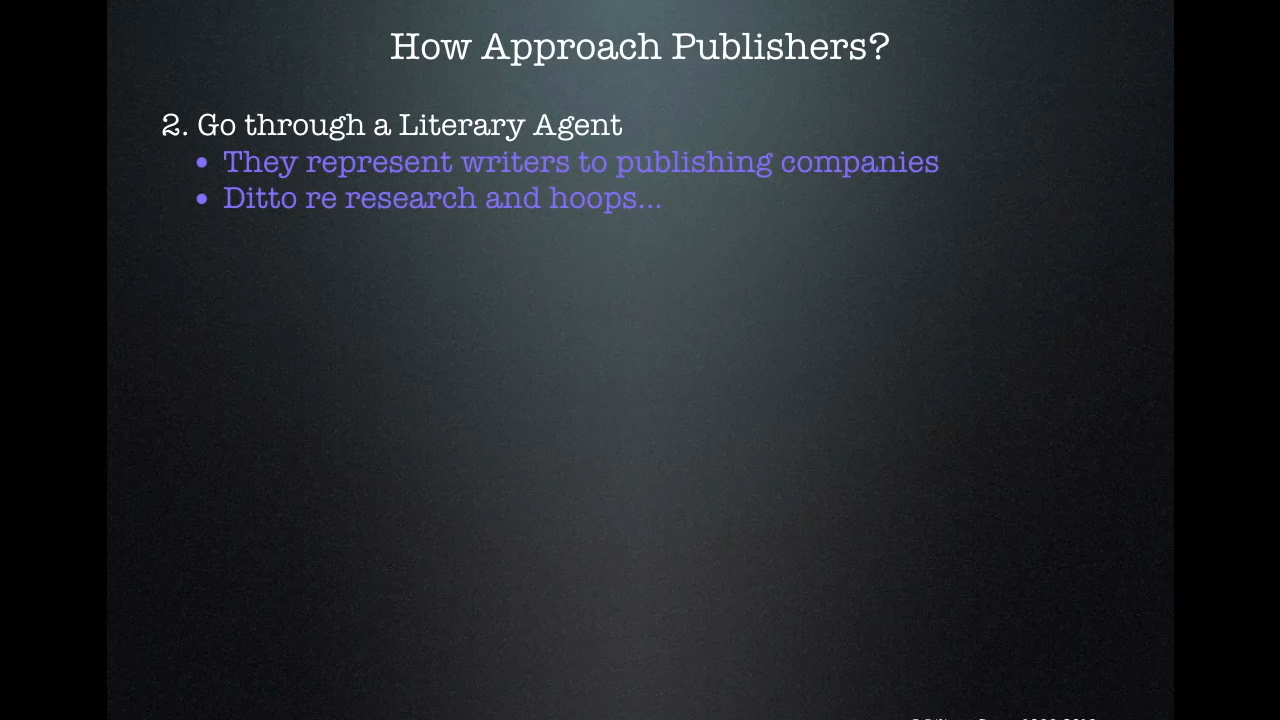 How Approach Publishers?
2. Go through a Literary Agent
• They represent writers to publishing companies
• Ditto re research and hoops...